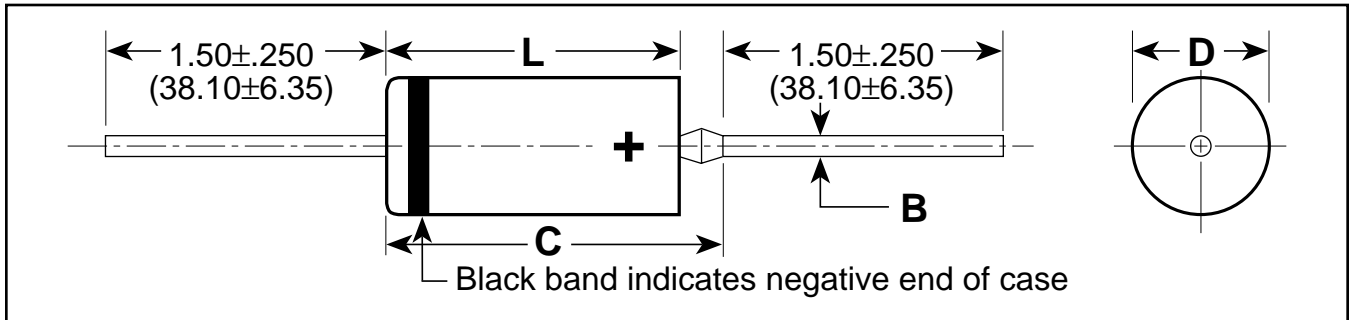 1.50±.250
(38.10±6.35)
L
1.50±.250
(38.10±6.35)
D
+
B
C
Black band indicates negative end of case